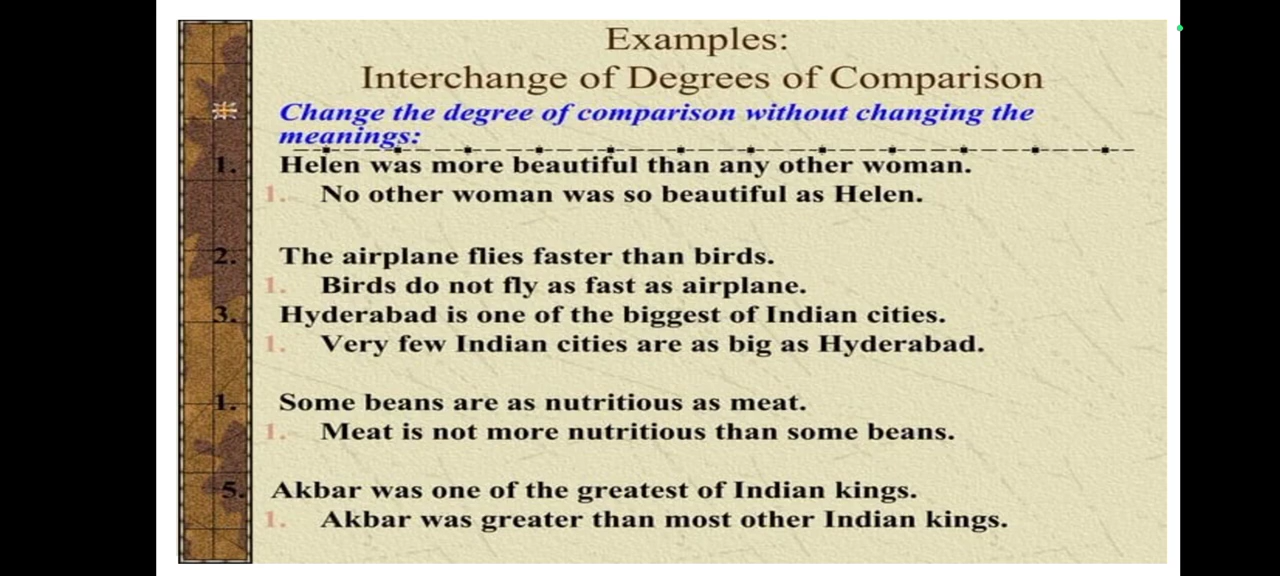 Examples:
Interchange of Degrees of Comparison
Change the degree of comparison without changing the
meanings:
1. Helen was more beautiful than any other woman.
1. No other woman was so beautiful as Helen.
2. The airplane flies faster than birds.
1. Birds do not fly as fast as airplane.
3. Hyderabad is one of the biggest of Indian cities.
1. Very few Indian cities are as big as Hyderabad.
1. Some beans are as nutritious as meat.
1. Meat is not more nutritious than some beans.
5. Akbar was one of the greatest of Indian kings.
1. Akbar was greater than most other Indian kings.